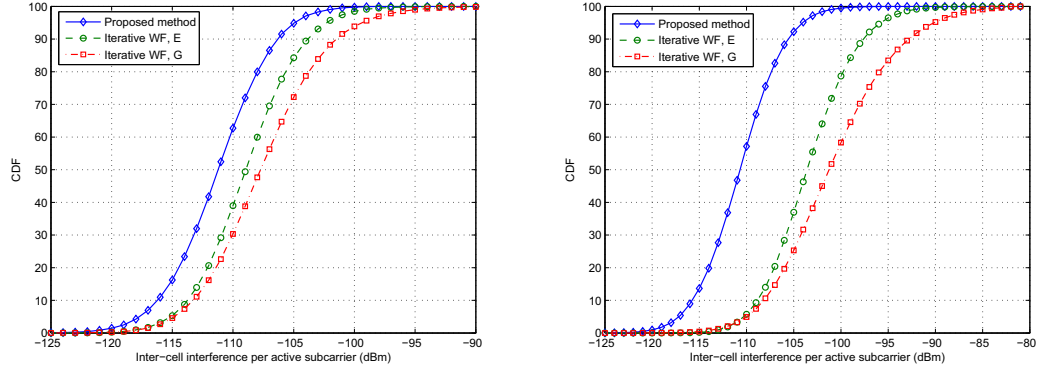 100
90
80
70
60
50
40
30
20
10
0
CDF
Proposed method
Iterative WF, E
Iterative WF, G
−125 −120 −115 −110 −105 −100 −95 −90
Inter−cell interference per active subcarrier (dBm)
100
90
80
70
60
50
40
30
20
10
0
CDF
Proposed method
Iterative WF, E
Iterative WF, G
−125 −120 −115 −110 −105 −100 −95 −90 −85 −80
Inter−cell interference per active subcarrier (dBm)